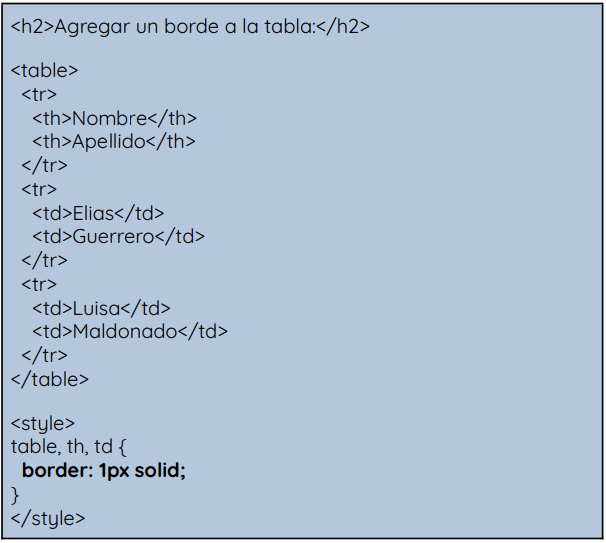 <h2>Agregar un borde a la tabla:</h2>
<table>
<tr>
<th>Nombre</th>
<th>Apellido</th>
</tr>
<tr>
<td>Elias</td>
<td>Guerrero</td>
</tr>
<tr>
<td>Luisa</td>
<td>Maldonado</td>
</tr>
</table>
<style>
table, th, td {
border: 1px solid;
}
</style>